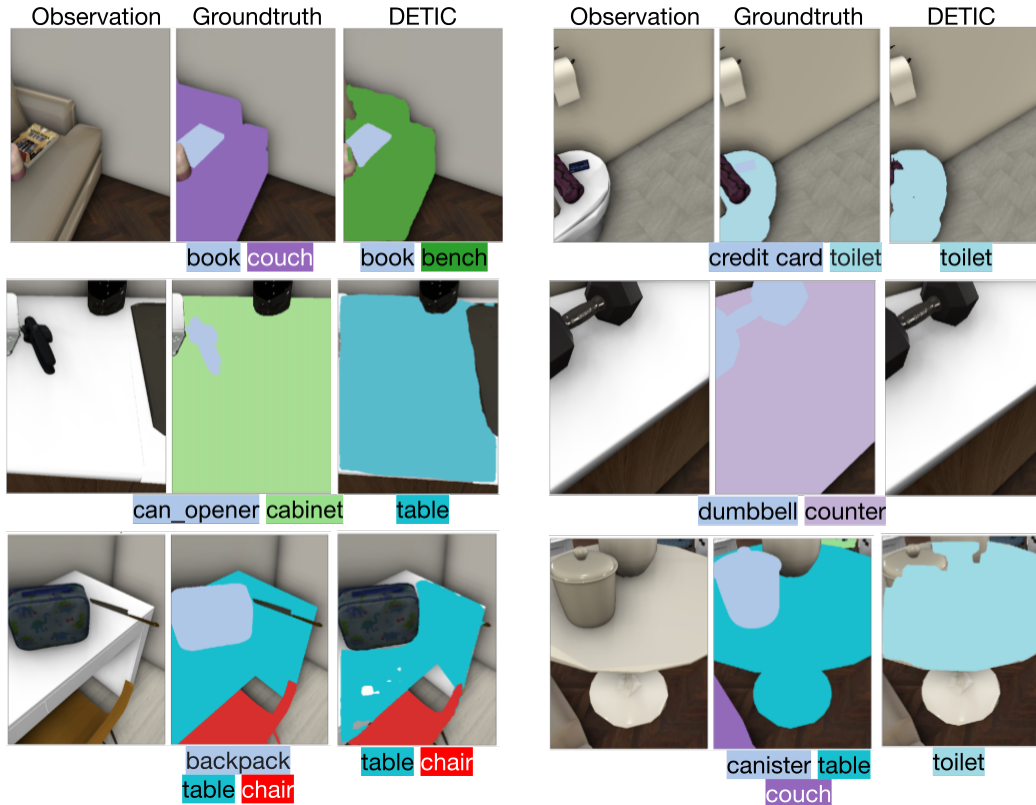 Observation Groundtruth DETIC
Observation Groundtruth DETIC
book couch
book bench
credit card toilet
toilet
can_opener cabinet
table
dumbbell counter
backpack
table chair
table chair
canister table
couch
toilet